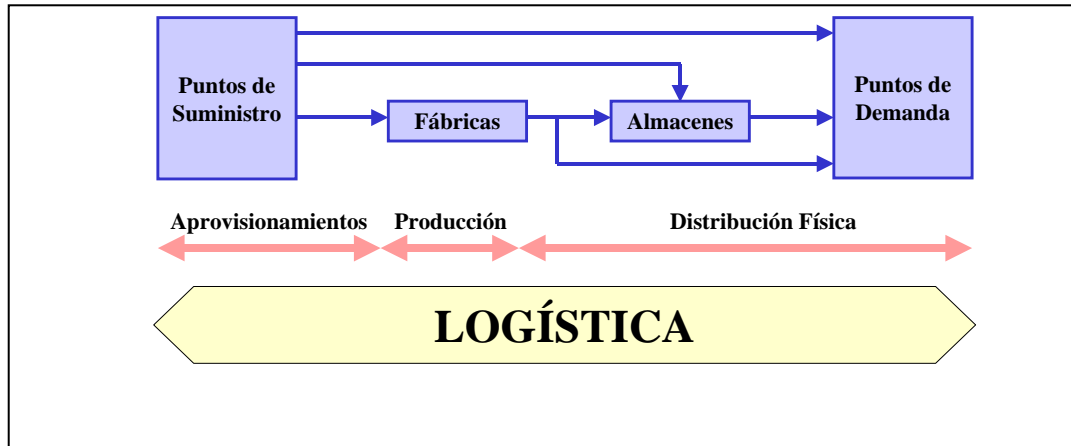 Puntos de
Suministro
Fábricas
Almacenes
Puntos de
Demanda
Aprovisionamientos
Producción
Distribución Física
LOGÍSTICA